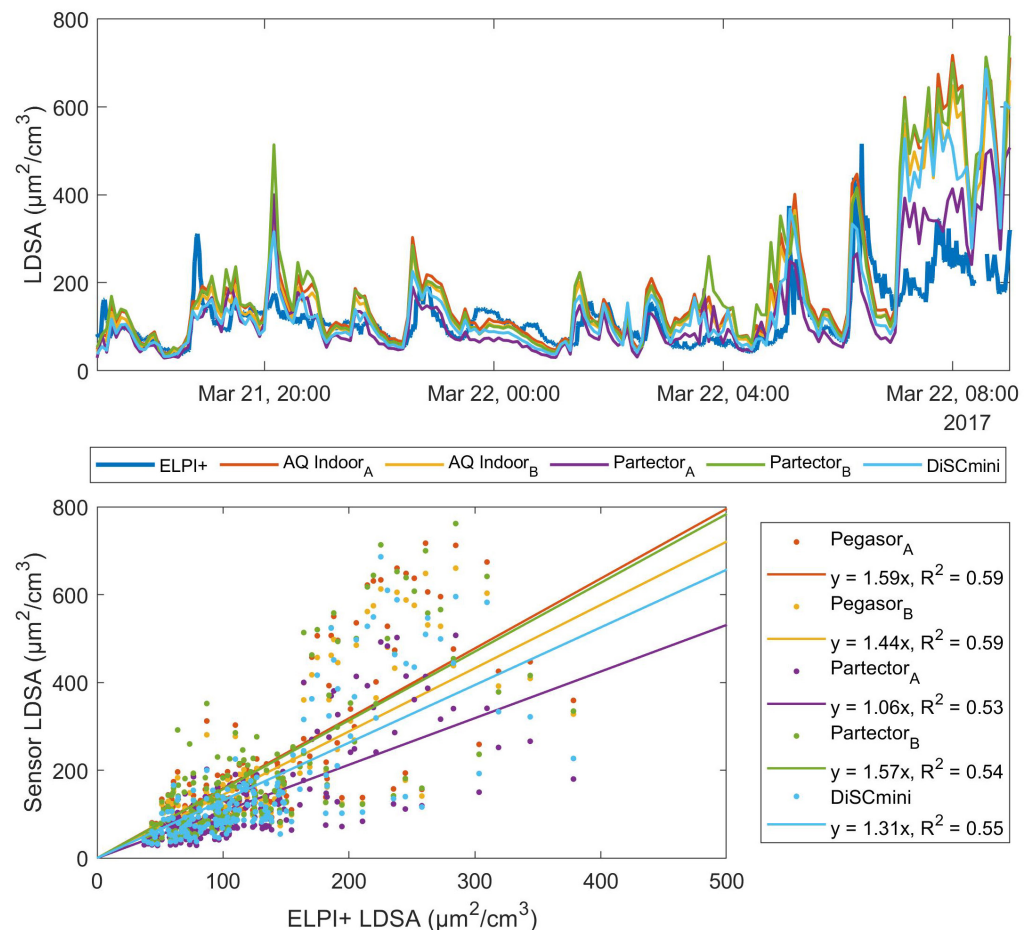 800
600
400
200
0
LDSA (µm²/cm³)
Mar 21, 20:00
Mar 22, 00:00
Mar 22, 04:00
Mar 22, 08:00
2017
ELPI+ AQ Indoor_A AQ Indoor_B Partector_A Partector_B DiSCmini
800
600
400
200
0
Sensor LDSA (µm²/cm³)
0 100 200 300 400 500
ELPI+ LDSA (µm²/cm³)
Pegasor_A
y = 1.59x, R² = 0.59
Pegasor_B
y = 1.44x, R² = 0.59
Partector_A
y = 1.06x, R² = 0.53
Partector_B
y = 1.57x, R² = 0.54
DiSCmini
y = 1.31x, R² = 0.55